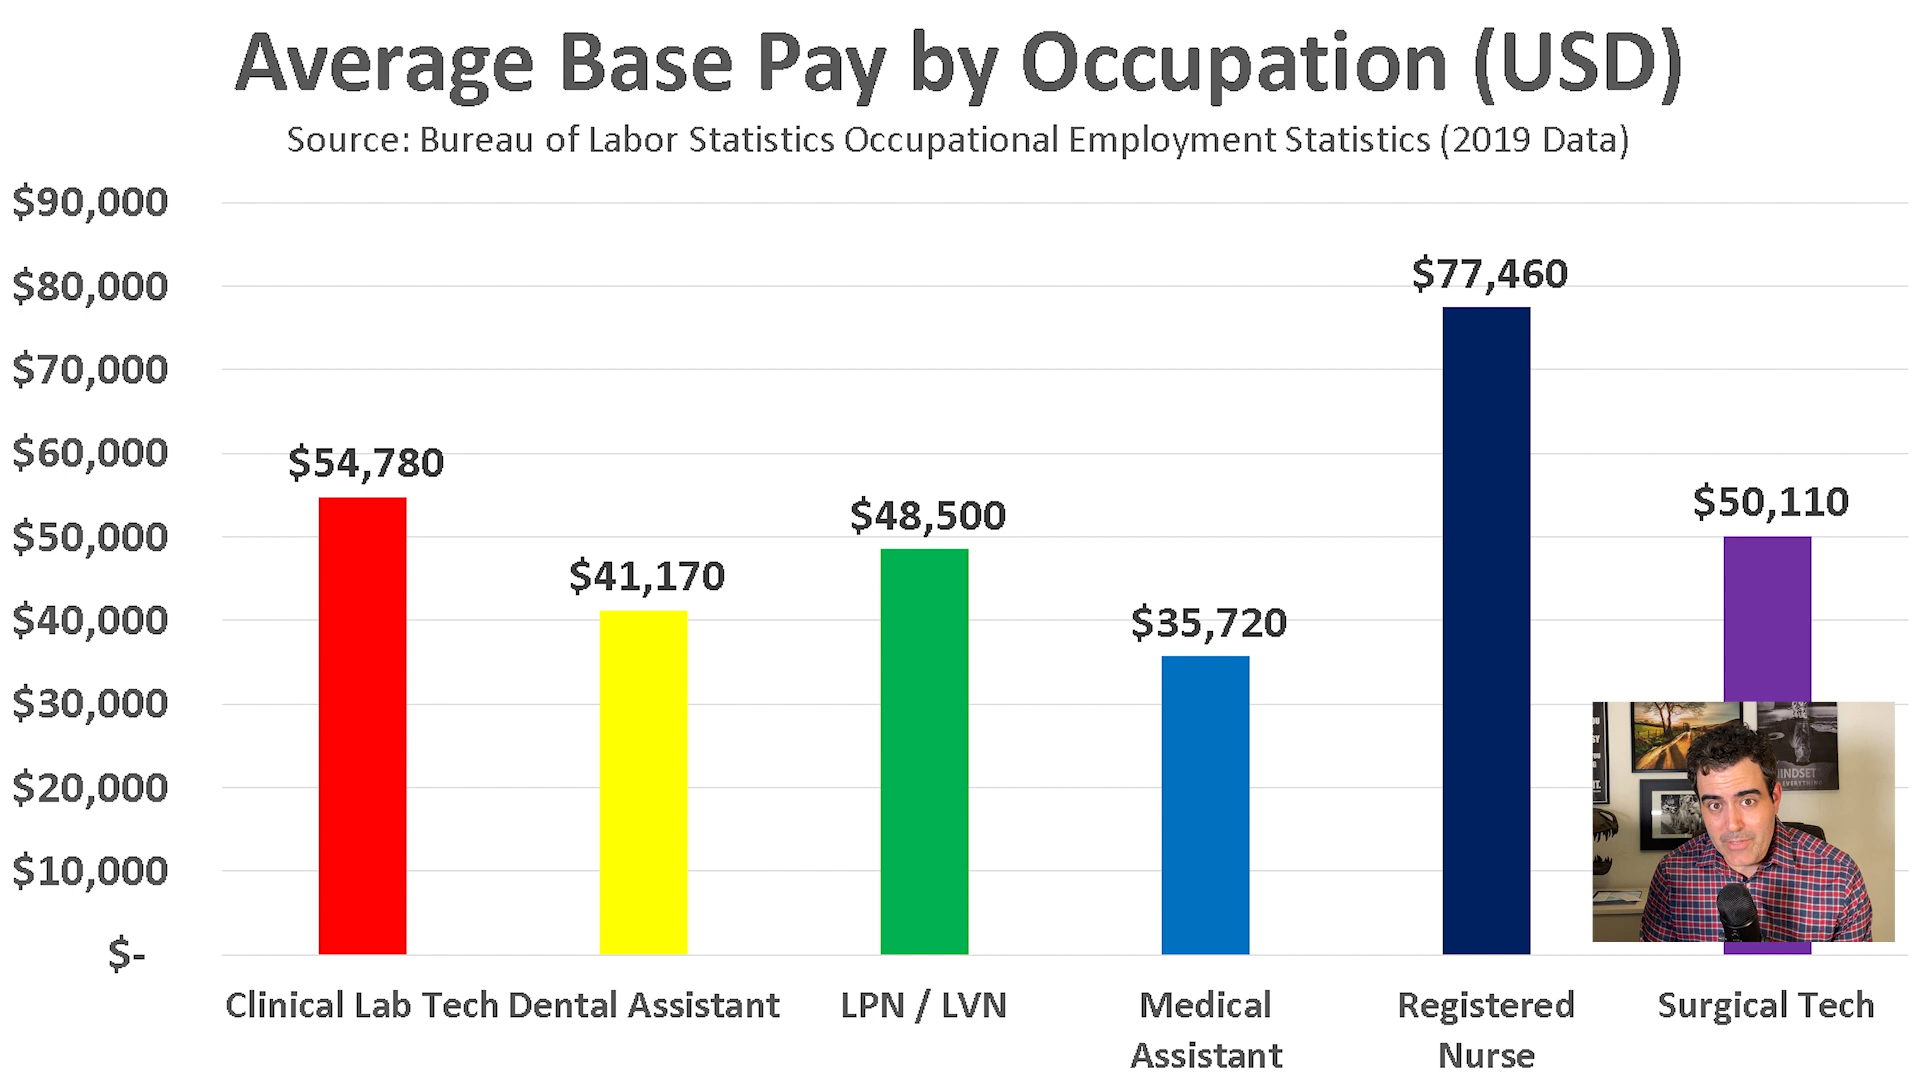 Average Base Pay by Occupation (USD)
Source: Bureau of Labor Statistics Occupational Employment Statistics (2019 Data)
$90,000
$80,000
$70,000
$60,000
$50,000
$40,000
$30,000
$20,000
$10,000
$-
$54,780
$41,170
$48,500
$35,720
$77,460
$50,110
Clinical Lab Tech
Dental Assistant
LPN / LVN
Medical
Assistant
Registered
Nurse
Surgical Tech
MINDSET
EVERYTHING